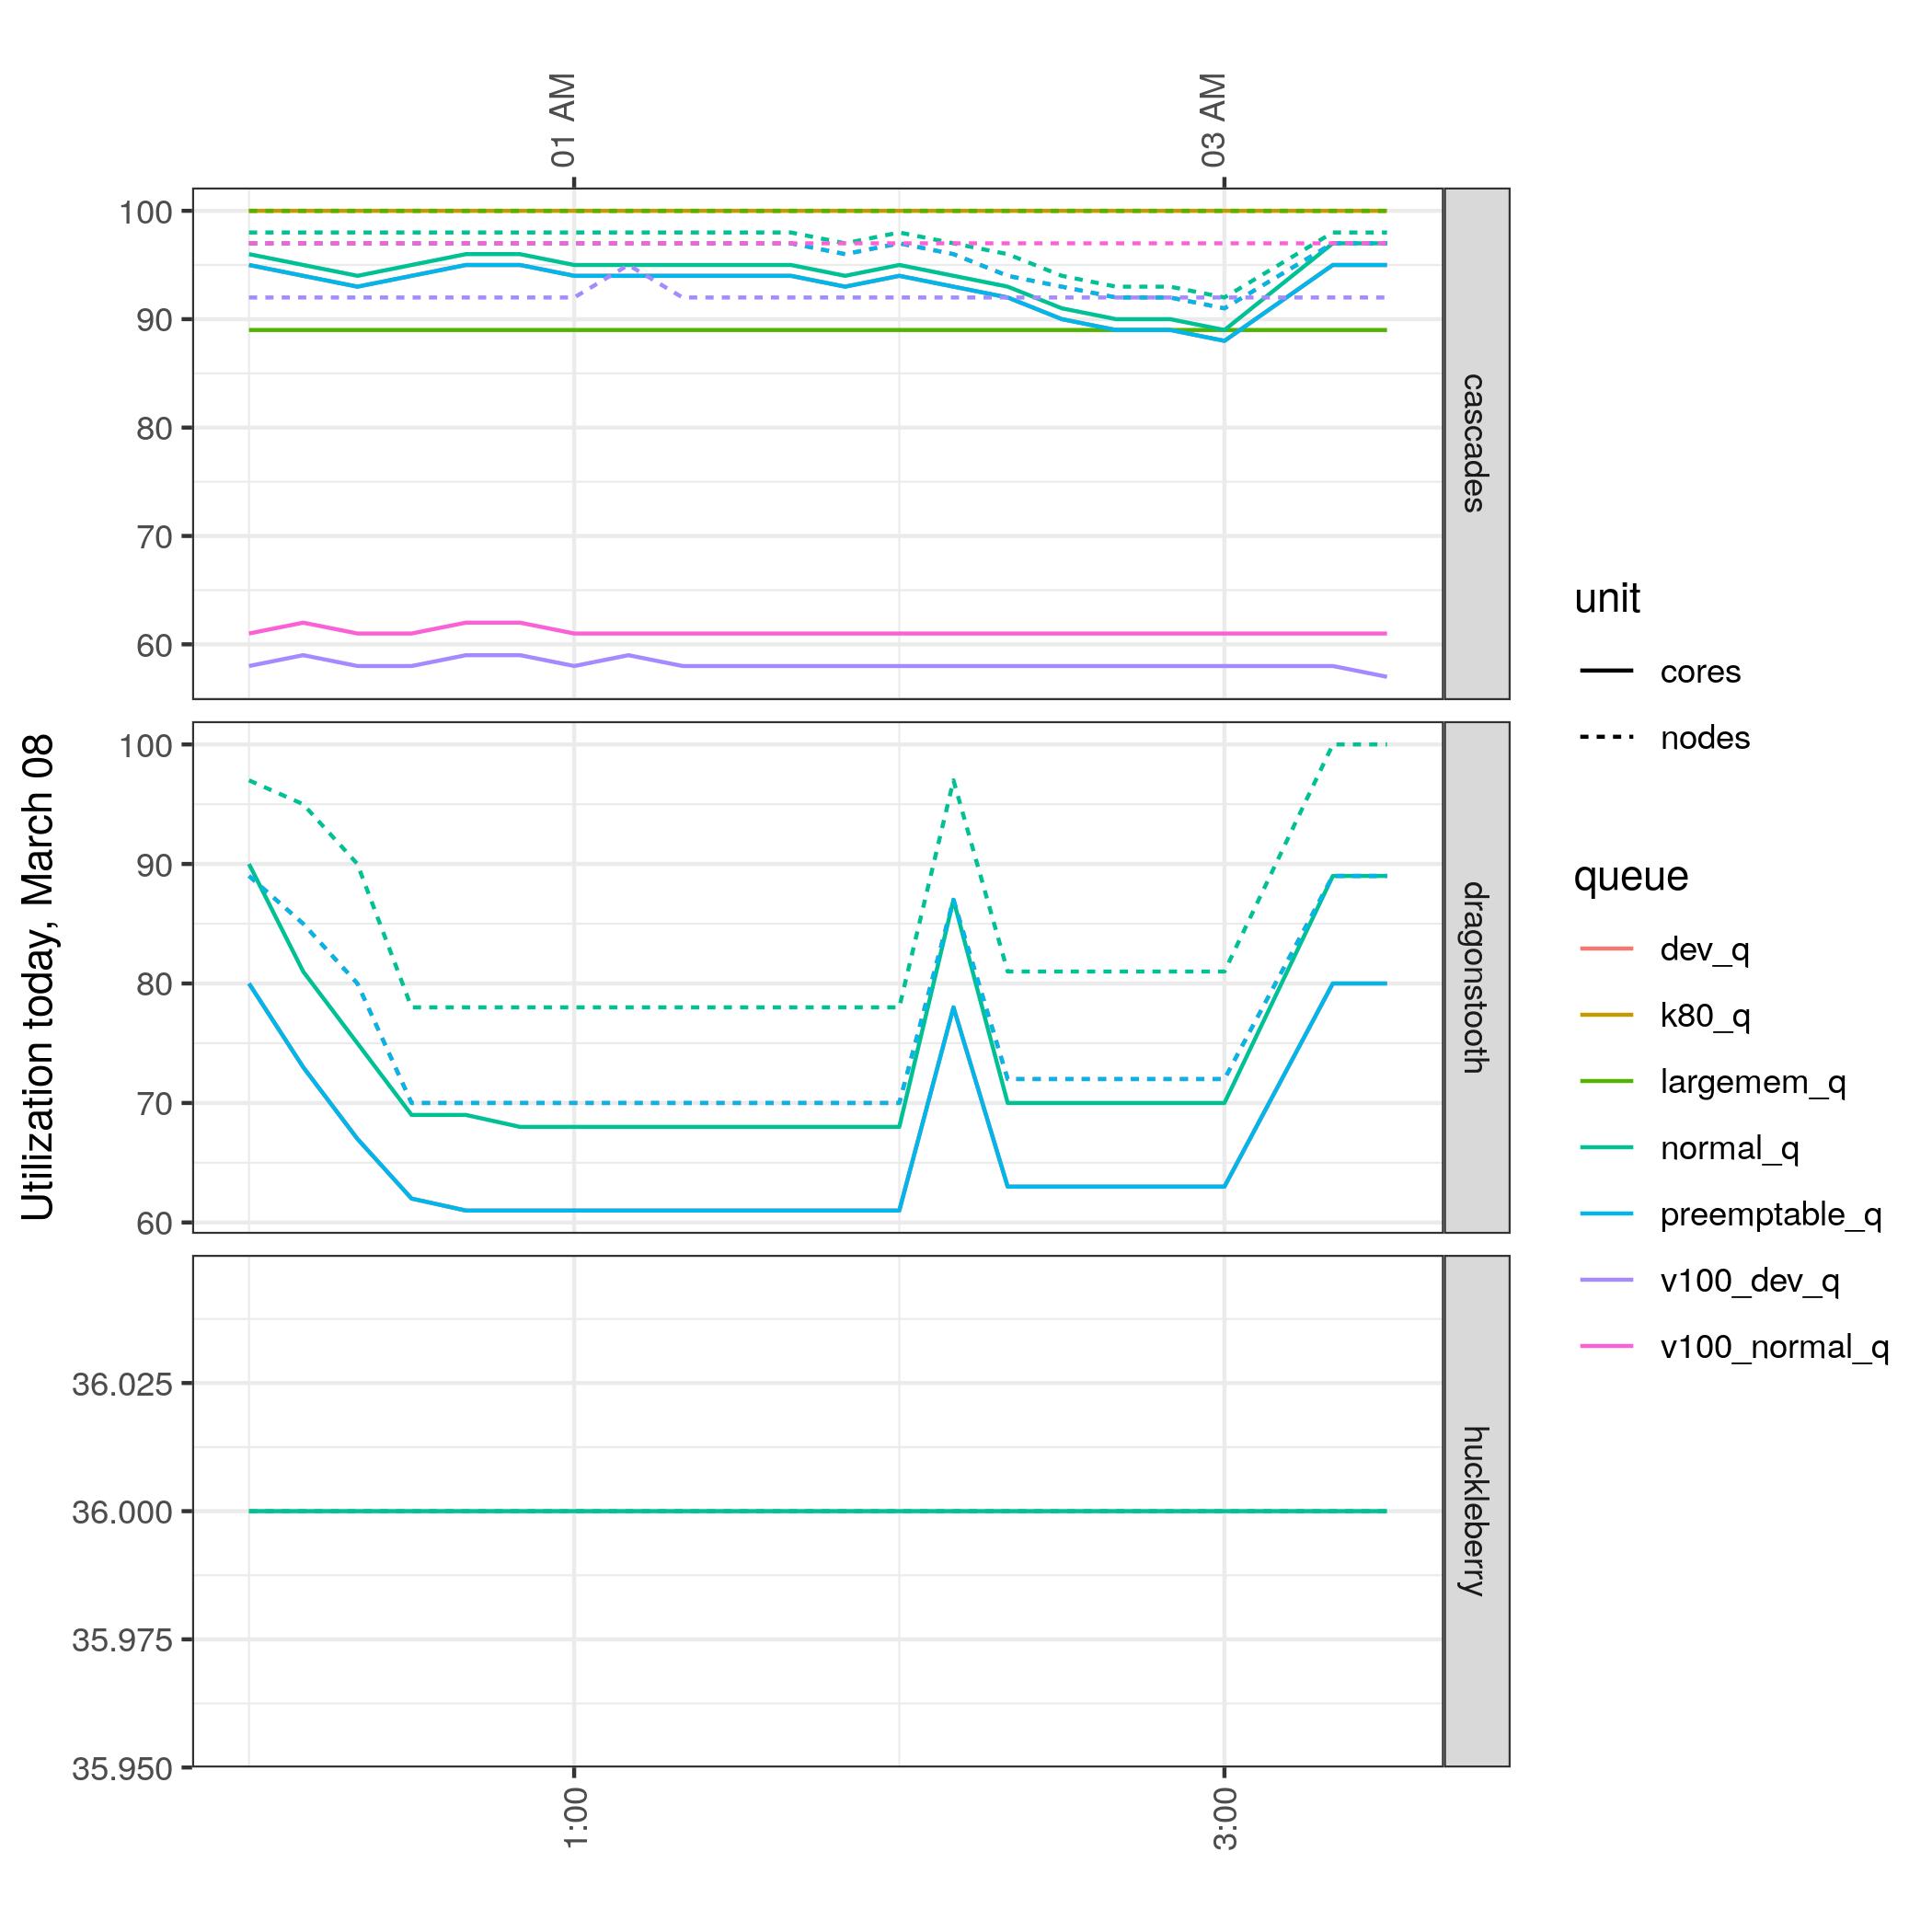 01 AM
03 AM
100
90
80
70
60
cascades
Utilization today, March 08
100
90
80
70
60
dragonstooth
36.025
36.000
35.975
35.950
huckleberry
1:00
3:00
unit
cores
nodes
queue
dev_q
k80_q
largemem_q
normal_q
preemptable_q
v100_dev_q
v100_normal_q